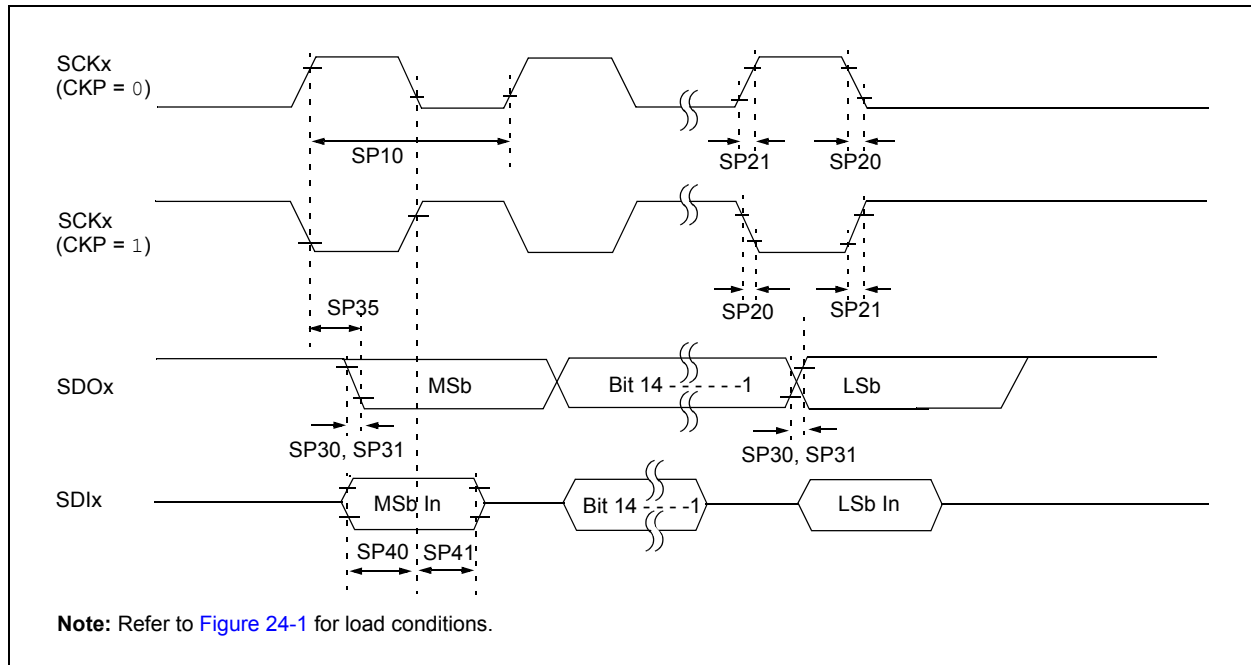 SCKx
(CKP = 0)
SP10
SP21
SP20
SCKx
(CKP = 1)
SP35
SP20
SP21
SDOx
MSb
Bit 14 - - - - - -1
LSb
SP30, SP31
SP30, SP31
SDIx
MSb In
Bit 14 - - - - -1
LSb In
SP40
SP41
Note: Refer to Figure 24-1 for load conditions.